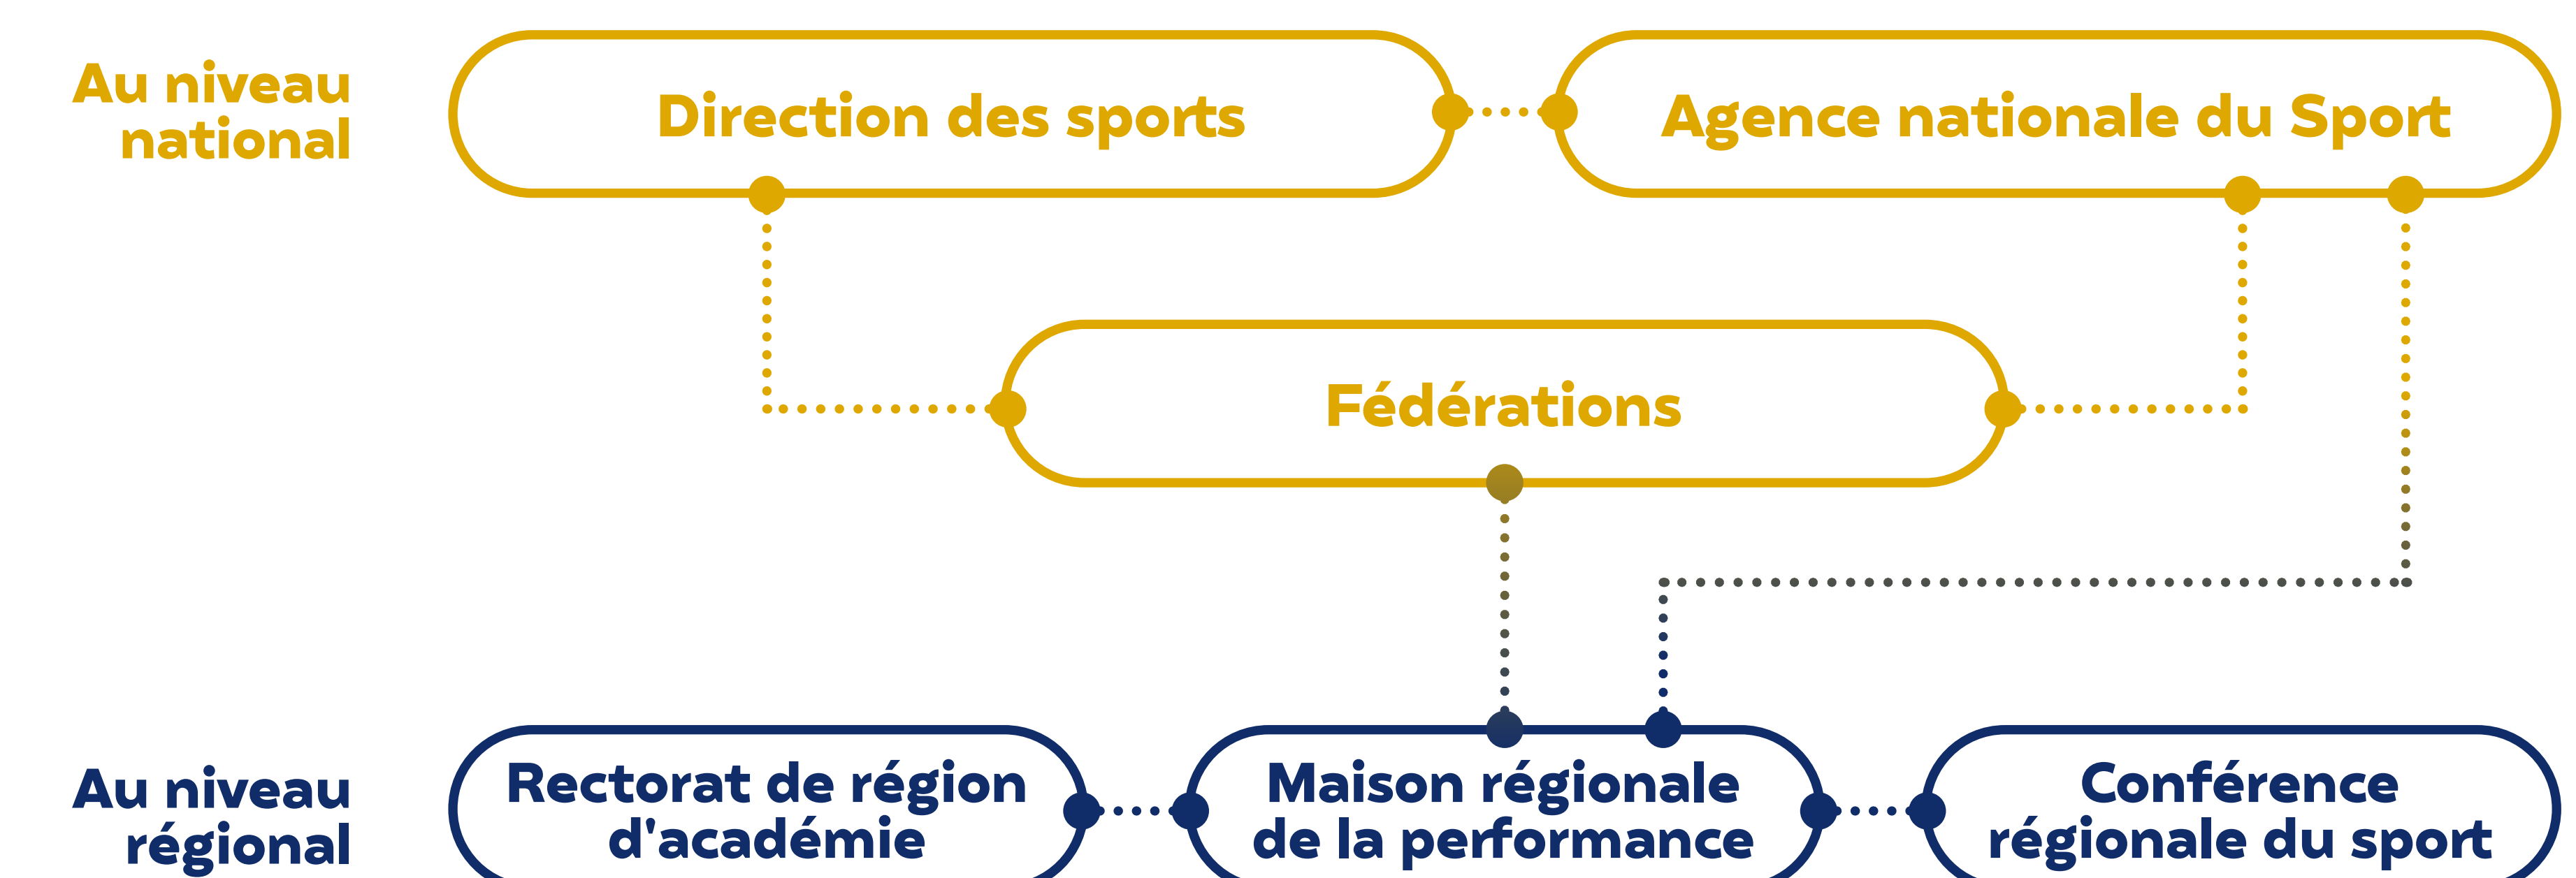 Au niveau
national
Direction des sports
Agence nationale du Sport
Fédérations
Au niveau
régional
Rectorat de région
d'académie
Maison régionale
de la performance
Conférence
régionale du sport